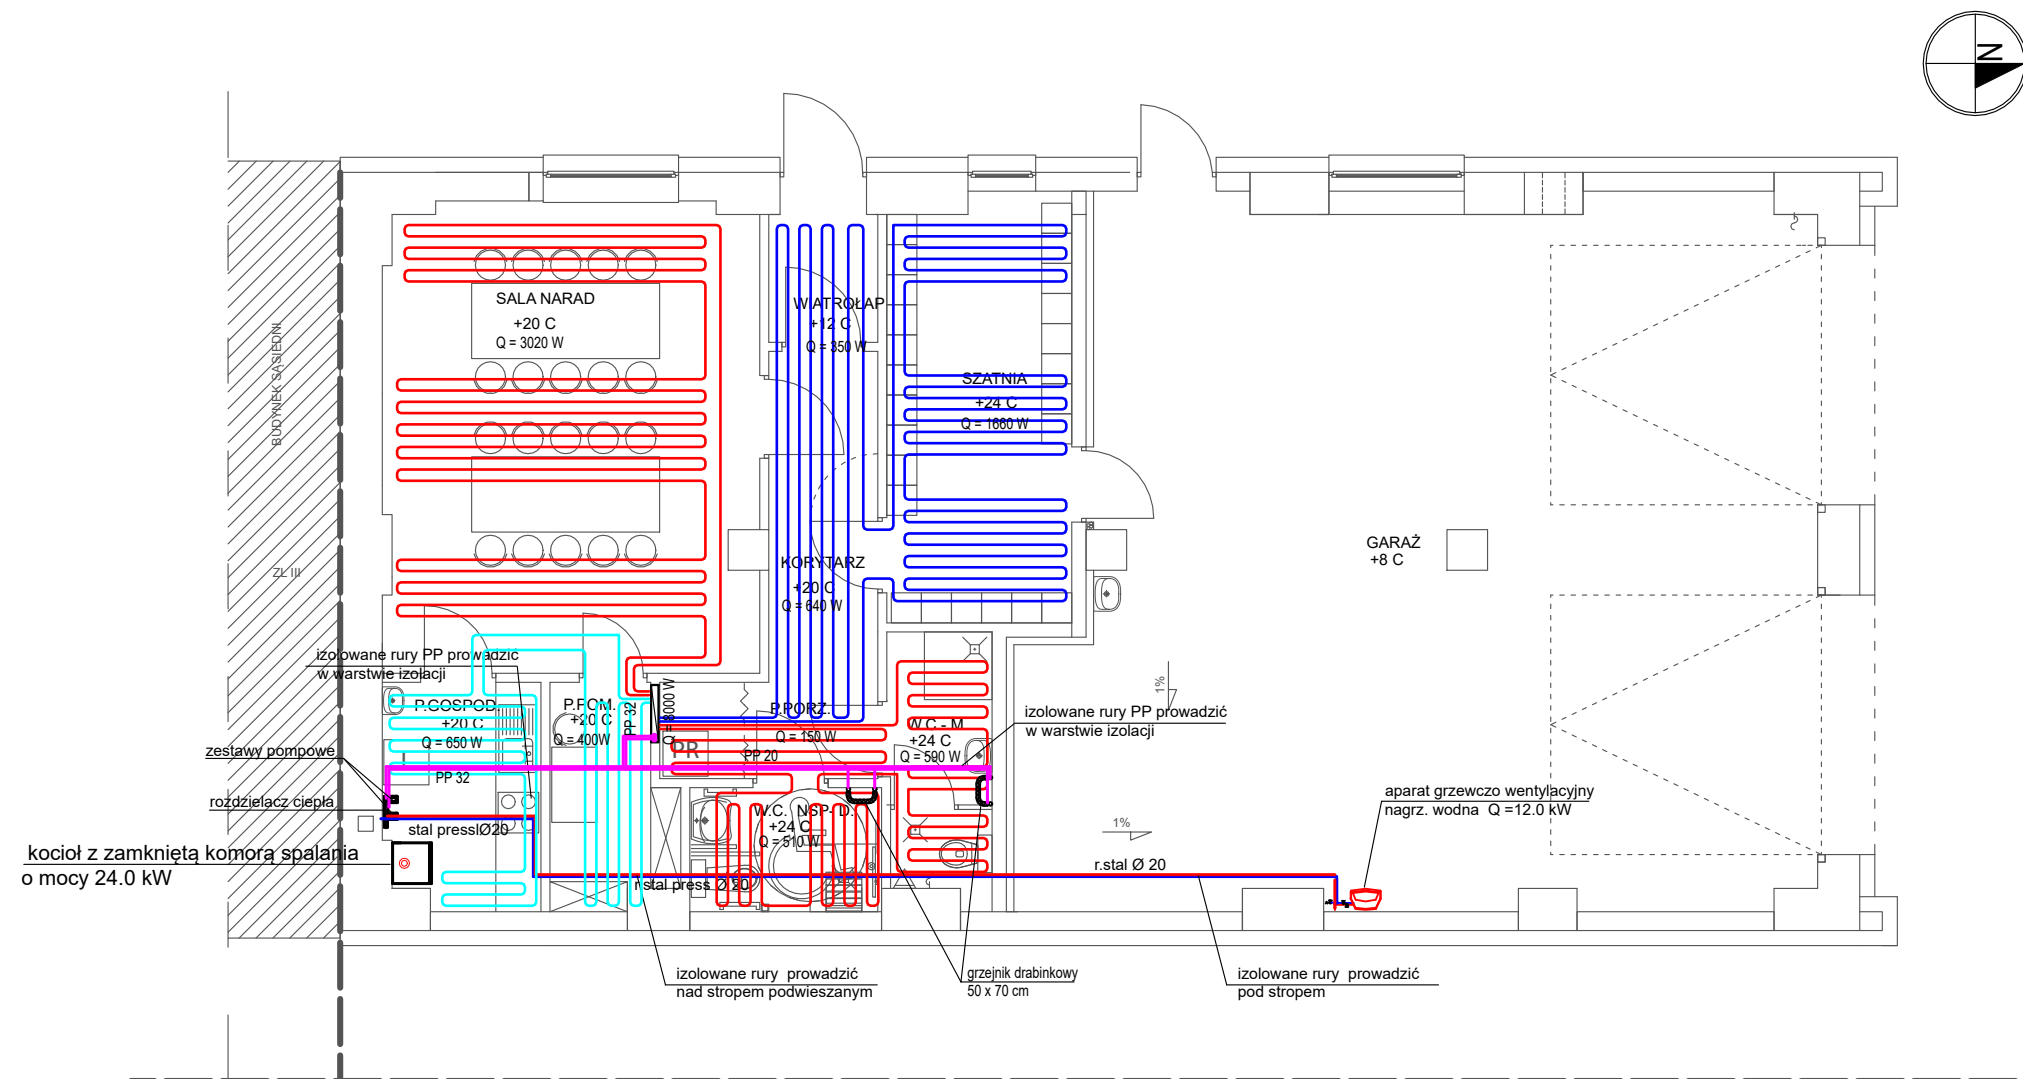 N
BUDYNEK SĄSIEDNI
ZL III
SALA NARAD
+20 C
Q = 3020 W
WIATROŁAP
+12 C
Q = 350 W
SZATNIA
+24 C
Q = 1660 W
KORYTARZ
+20 C
Q = 640 W
GARAŻ
+8 C
izolowane rury PP prowadzić
w warstwie izolacji
P.GOSPOD.
+20 C
Q = 650 W
P.POM.
+20 C
Q = 400W
PP 32
Q = 8000 W
PR
P.PORZ.
Q = 150 W
PP 20
W.C - M
+24 C
Q = 590 W
izolowane rury PP prowadzić
w warstwie izolacji
1%
zestawy pompowe
PP 32
rozdzielacz ciepła
stal pressIØ20
W.C. NSP- D.
+24 C
Q = 510 W
1%
aparat grzewczo wentylacyjny
nagrz. wodna Q =12.0 kW
kocioł z zamkniętą komorą spalania
o mocy 24.0 kW
r.stal press Ø 20
r.stal Ø 20
izolowane rury prowadzić
nad stropem podwieszanym
grzejnik drabinkowy
50 x 70 cm
izolowane rury prowadzić
pod stropem